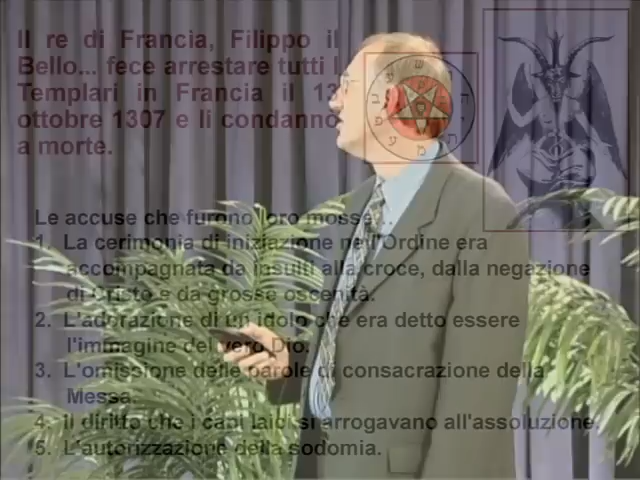 Il re di Francia, Filippo il
Bello... fece arrestare tutti i
Templari in Francia il 13
ottobre 1307 e li condannò
a morte.
Le accuse che furono loro mosse...
1. La cerimonia di iniziazione nell'Ordine era
accompagnata da insulti alla croce, dalla negazione
di Cristo e da grosse oscenità.
2. L'adorazione di un idolo che era detto essere
l'immagine del vero Dio.
3. L'omissione delle parole di consacrazione della
Messa.
4. Il diritto che i capi laici si arrogavano all'assoluzione.
5. L'autorizzazione della sodomia.